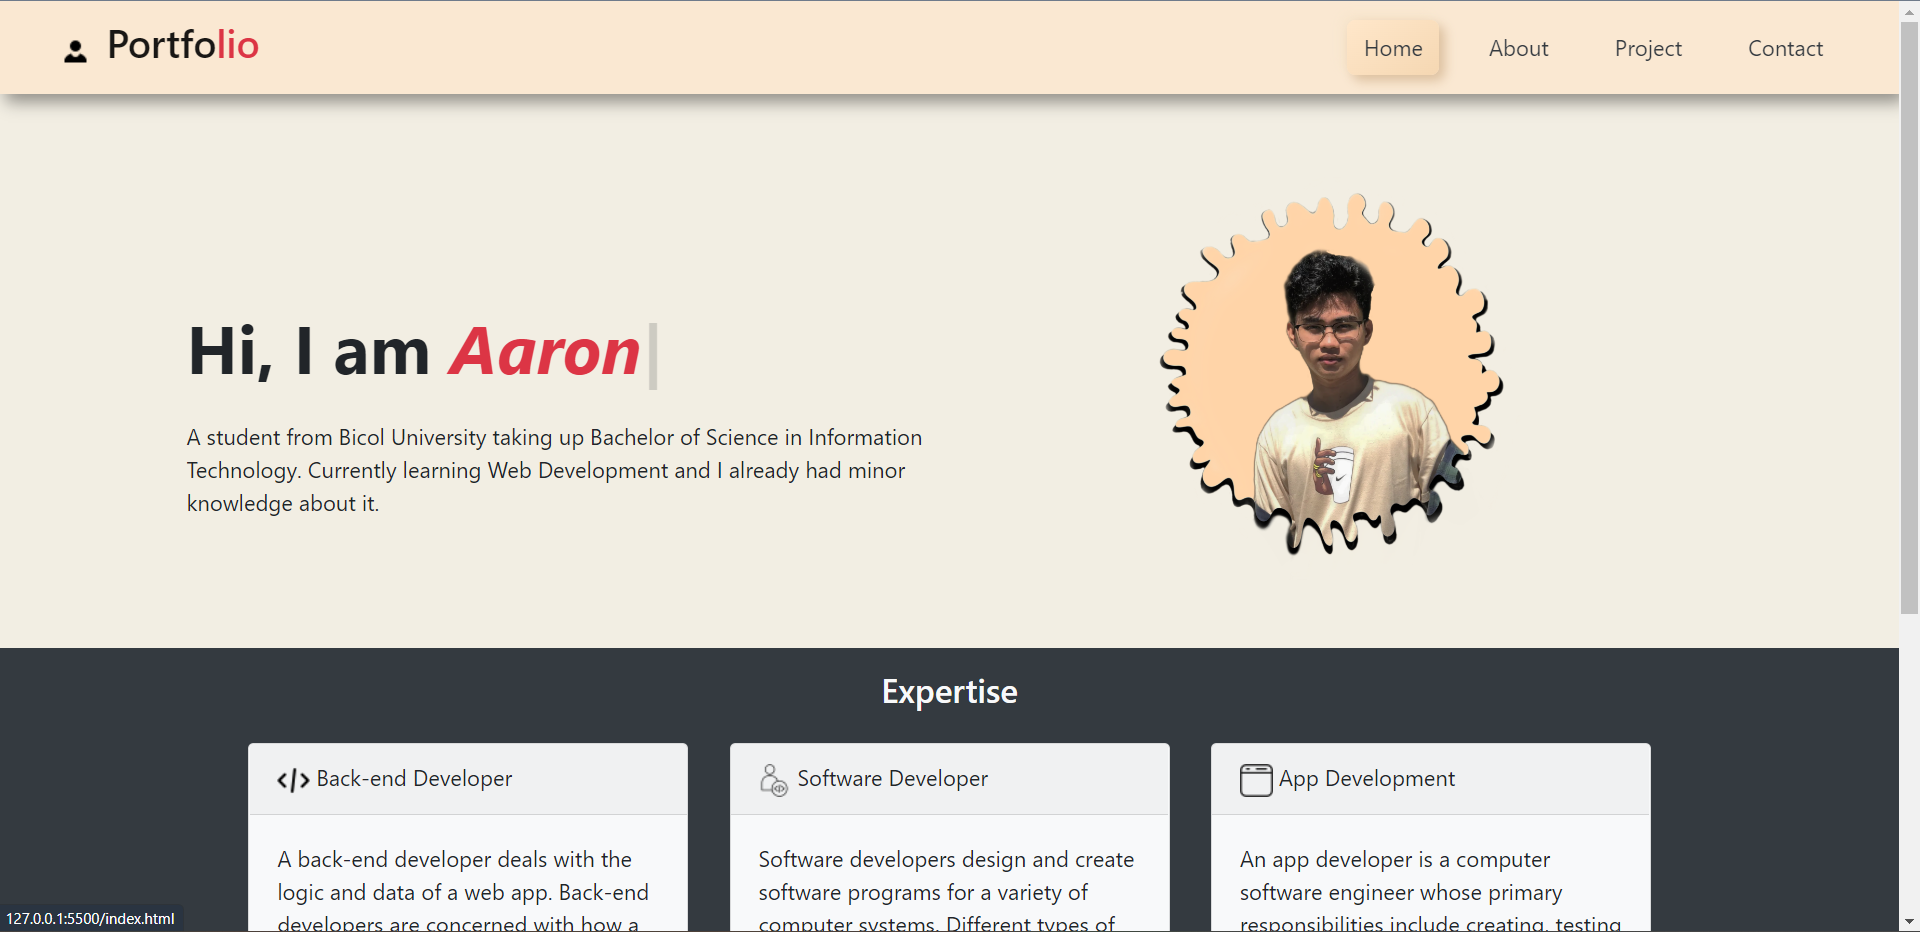 Portfolio
Home
About
Project
Contact
Hi, I am Aaron
A student from Bicol University taking up Bachelor of Science in Information
Technology. Currently learning Web Development and I already had minor
knowledge about it.
Expertise
Back-end Developer
A back-end developer deals with the
logic and data of a web app. Back-end
developers are concerned with how a
Software Developer
Software developers design and create
software programs for a variety of
computer systems. Different types of
App Development
An app developer is a computer
software engineer whose primary
responsibilities include creating, testing
127.0.0.1:5500/index.html